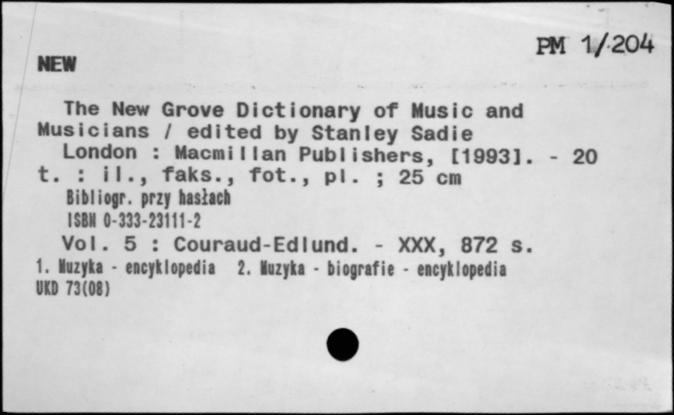 PM 1/204
NEW
The New Grove Dictionary of Music and
Musicians / edited by Stanley Sadie
London : Macmillan Publishers, [1993]. - 20
t. : il., faks., fot., pl. ; 25 cm
Bibliogr. przy hasłach
ISBN 0-333-23111-2
Vol. 5 : Couraud-Edlund. - XXX, 872 s.
1. Muzyka - encyklopedia 2. Muzyka - biografie - encyklopedia
UKD 73(08)